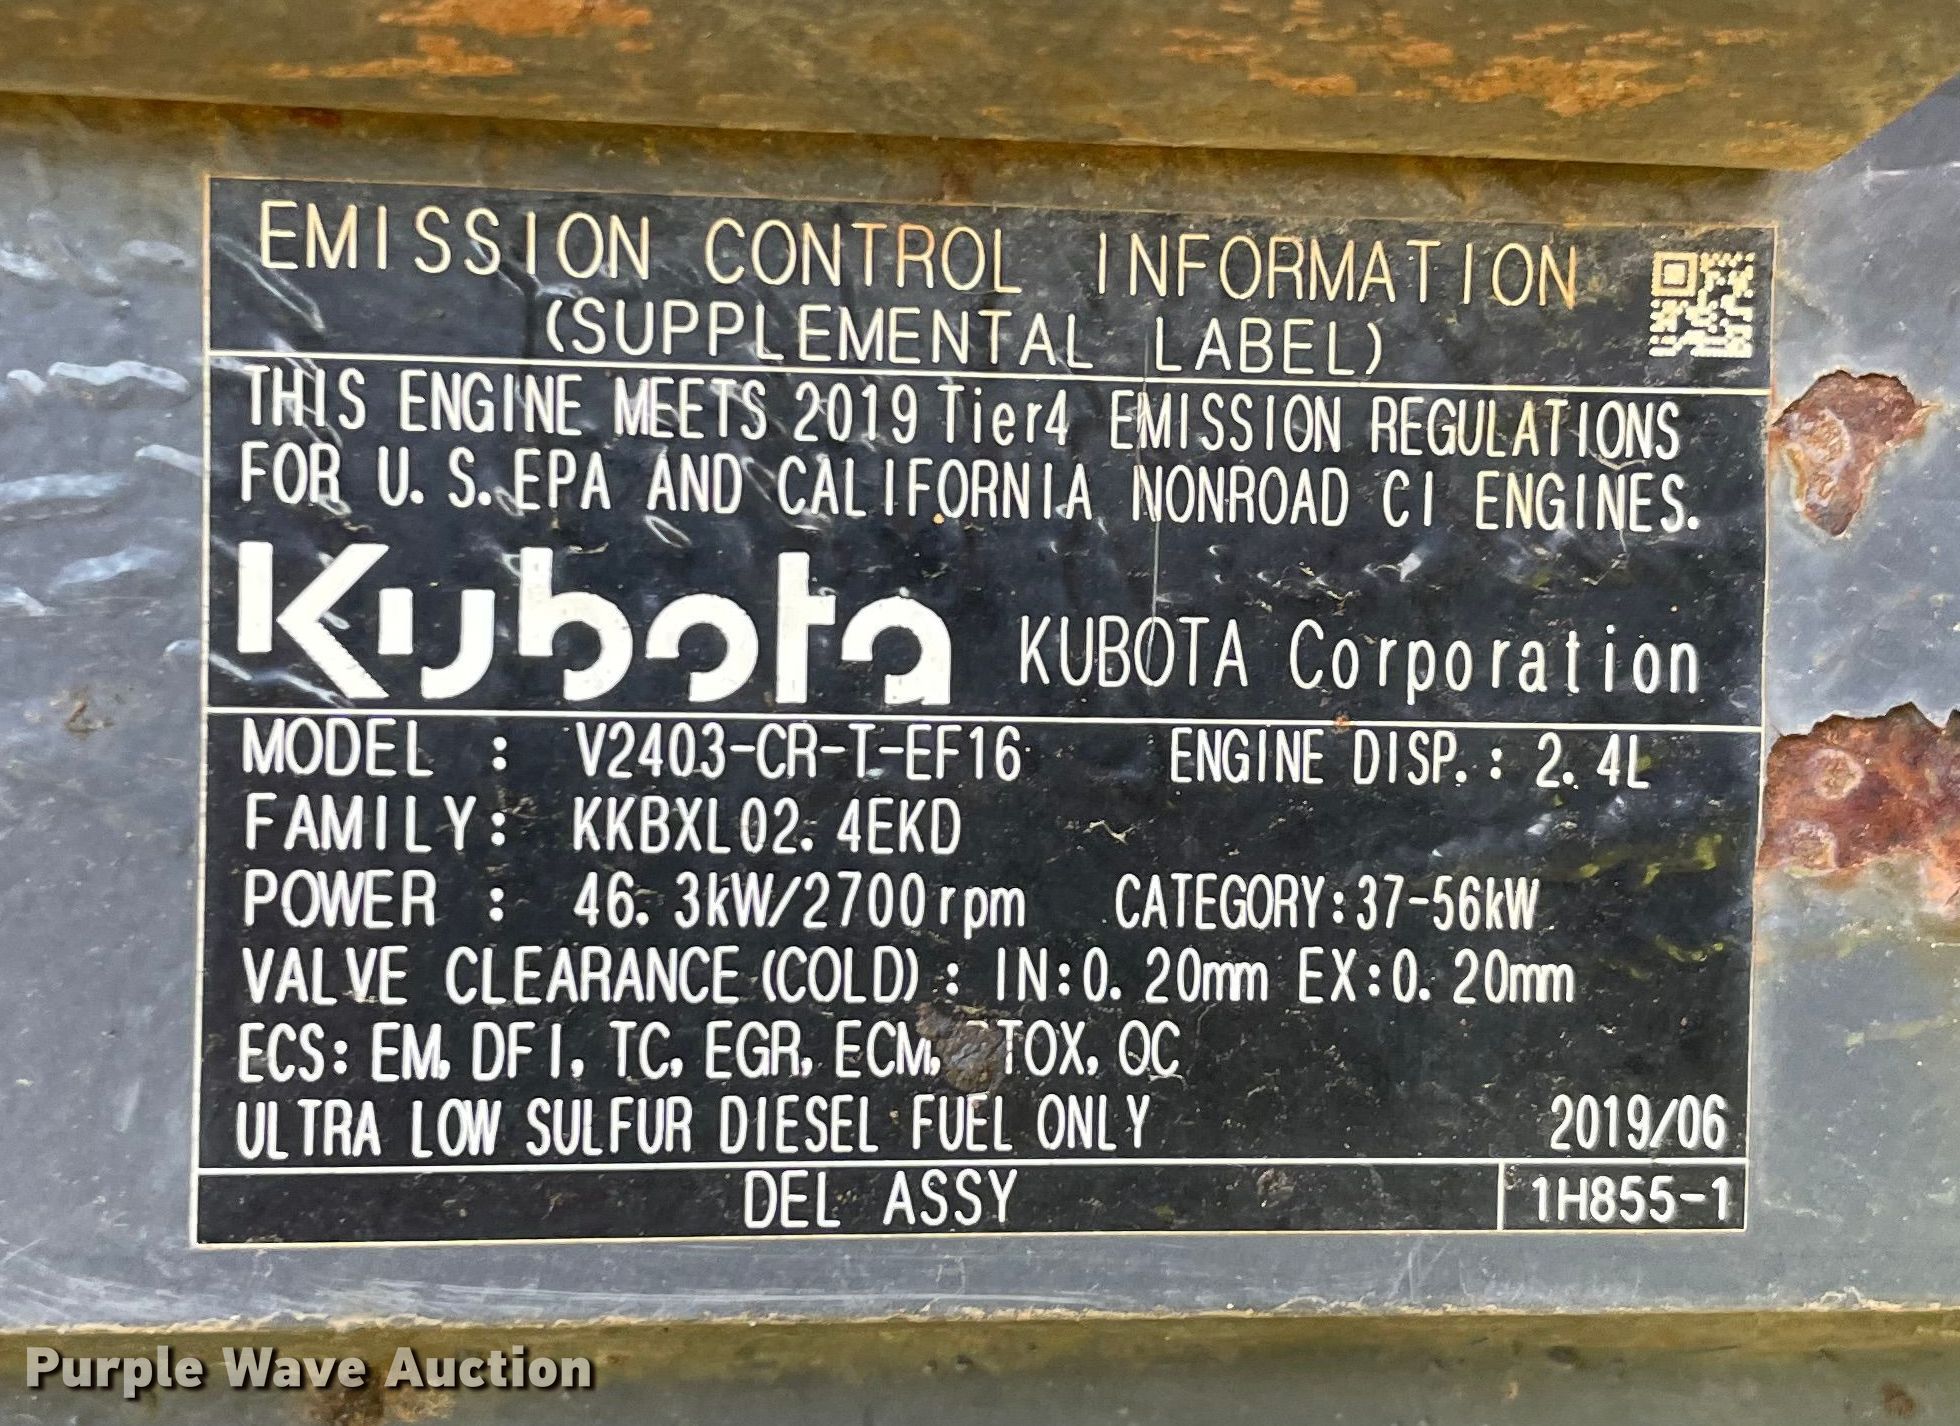 EMISSION CONTROL INFORMATION
(SUPPLEMENTAL LABEL)
THIS ENGINE MEETS 2019 Tier4 EMISSION REGULATIONS
FOR U.S.EPA AND CALIFORNIA NONROAD CI ENGINES.
Kubota KUBOTA Corporation
MODEL : V2403-CR-T-EF16 ENGINE DISP.: 2.4L
FAMILY: KKBXL02.4EKD
POWER : 46.3kW/2700rpm CATEGORY:37-56kW
VALVE CLEARANCE(COLD): IN:0.20mm EX:0.20mm
ECS: EM, DFI, TC, EGR, ECM, OC
ULTRA LOW SULFUR DIESEL FUEL ONLY 2019/06
DEL ASSY 1H855-1
Purple Wave Auction